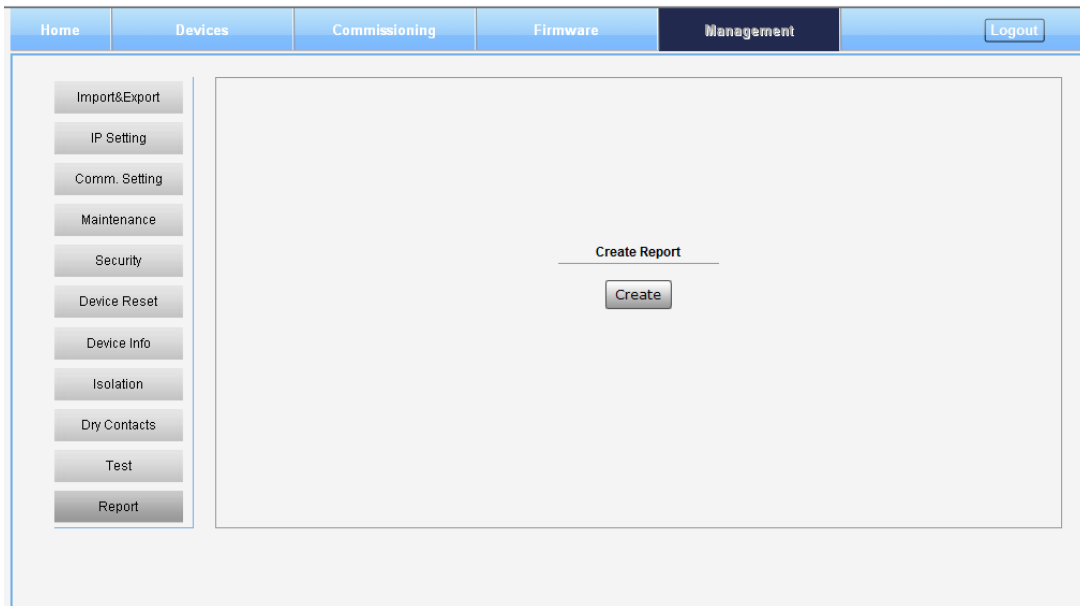 Home Devices Commissioning Firmware Management Logout
Import&Export
IP Setting
Comm. Setting
Maintenance
Security
Device Reset
Device Info
Isolation
Dry Contacts
Test
Report
Create Report
Create